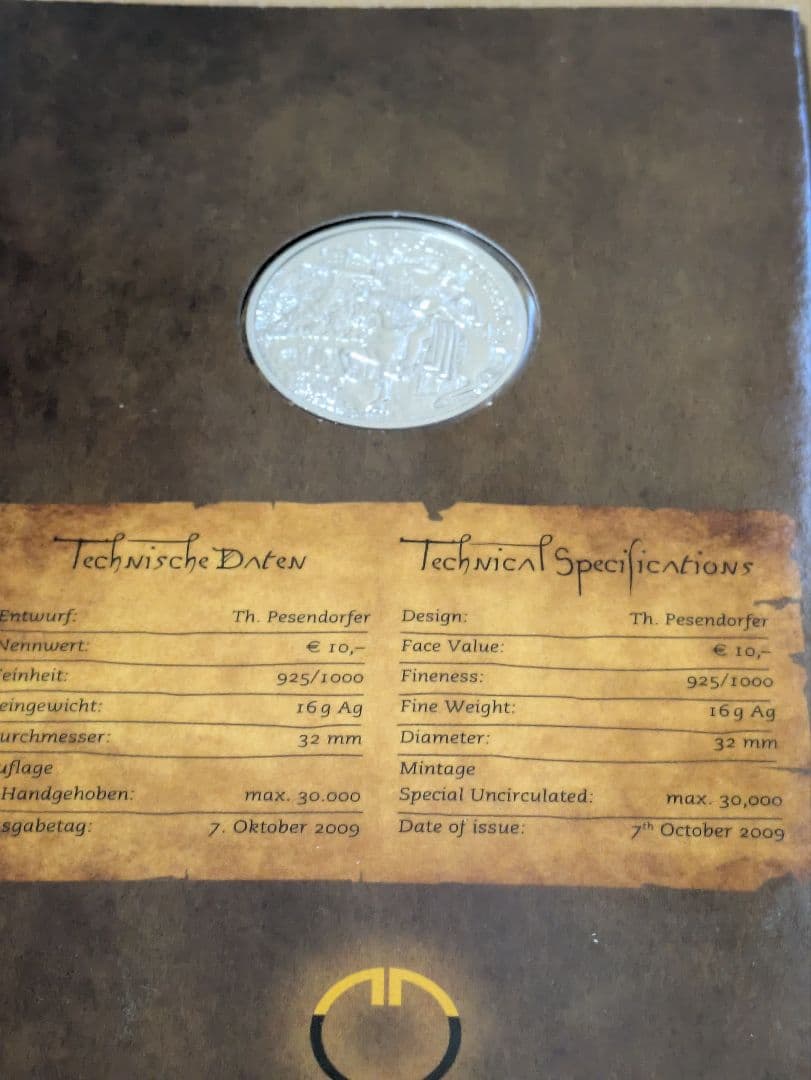 Technische Daten
Entwurf: Th. Pesendorfer
Nennwert: € 10,–
einheit: 925/1000
eingewicht: 16 g Ag
urchmesser: 32 mm
uflage
Handgehoben: max. 30.000
sgabetag: 7. Oktober 2009
Technical Specifications
Design: Th. Pesendorfer
Face Value: € 10,–
Fineness: 925/1000
Fine Weight: 16 g Ag
Diameter: 32 mm
Mintage
Special Uncirculated: max. 30,000
Date of issue: 7th October 2009